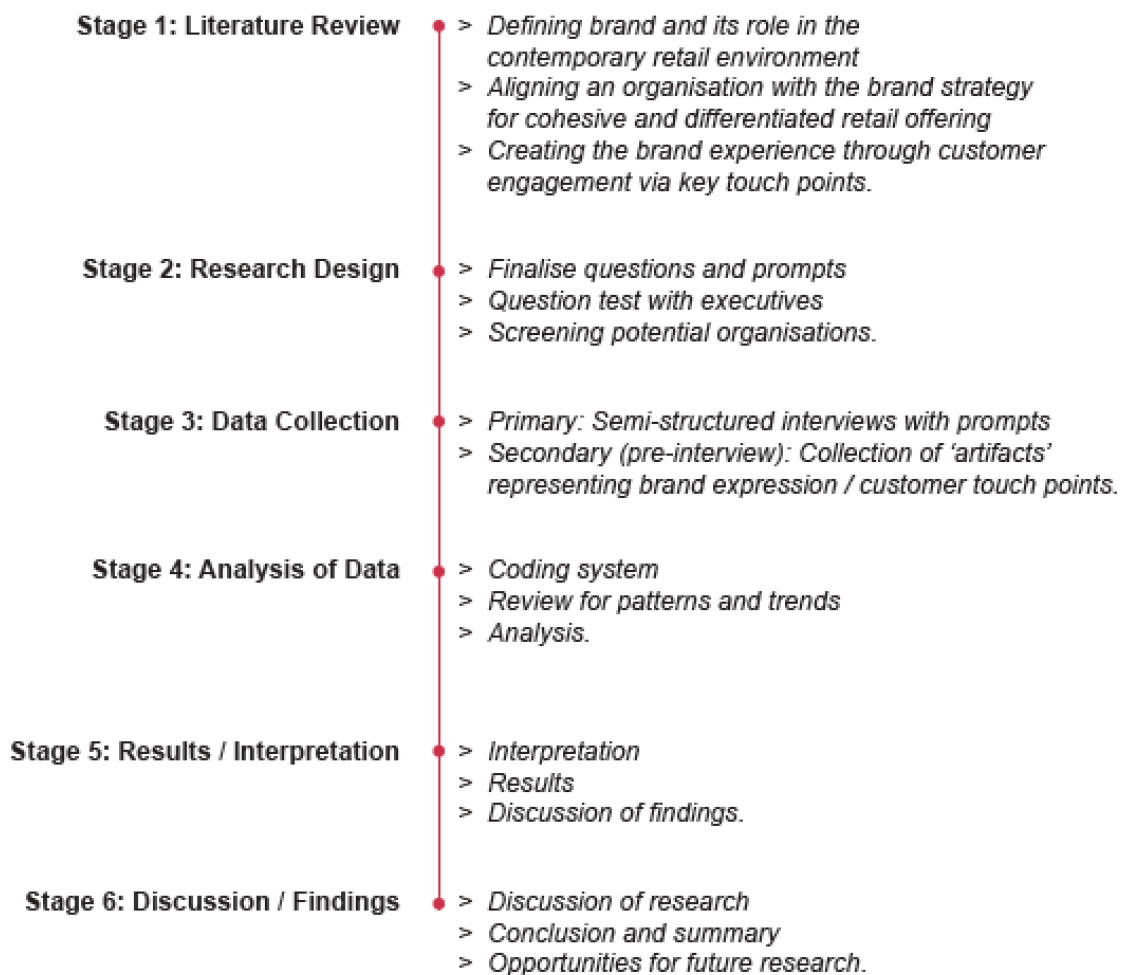 Stage 1: Literature Review
> Defining brand and its role in the
contemporary retail environment
> Aligning an organisation with the brand strategy
for cohesive and differentiated retail offering
> Creating the brand experience through customer
engagement via key touch points.
Stage 2: Research Design
> Finalise questions and prompts
> Question test with executives
> Screening potential organisations.
Stage 3: Data Collection
> Primary: Semi-structured interviews with prompts
> Secondary (pre-interview): Collection of ‘artifacts’
representing brand expression / customer touch points.
Stage 4: Analysis of Data
> Coding system
> Review for patterns and trends
> Analysis.
Stage 5: Results / Interpretation
> Interpretation
> Results
> Discussion of findings.
Stage 6: Discussion / Findings
> Discussion of research
> Conclusion and summary
> Opportunities for future research.